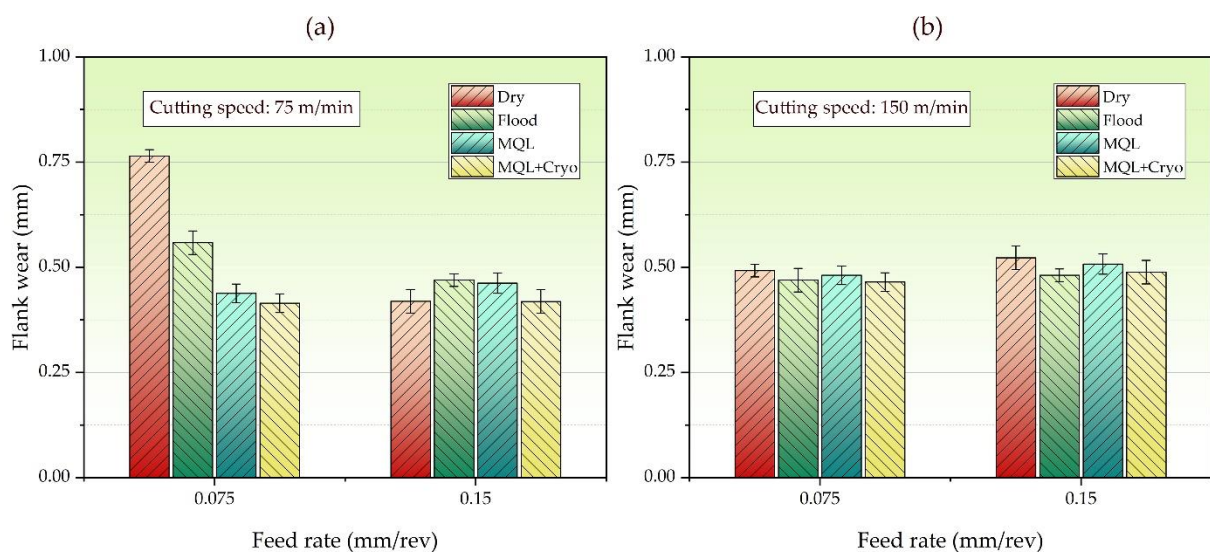 (a)
Cutting speed: 75 m/min
Dry
Flood
MQL
MQL+Cryo
Flank wear (mm)
1.00
0.75
0.50
0.25
0.00
0.075
0.15
Feed rate (mm/rev)
(b)
Cutting speed: 150 m/min
Dry
Flood
MQL
MQL+Cryo
Flank wear (mm)
1.00
0.75
0.50
0.25
0.00
0.075
0.15
Feed rate (mm/rev)